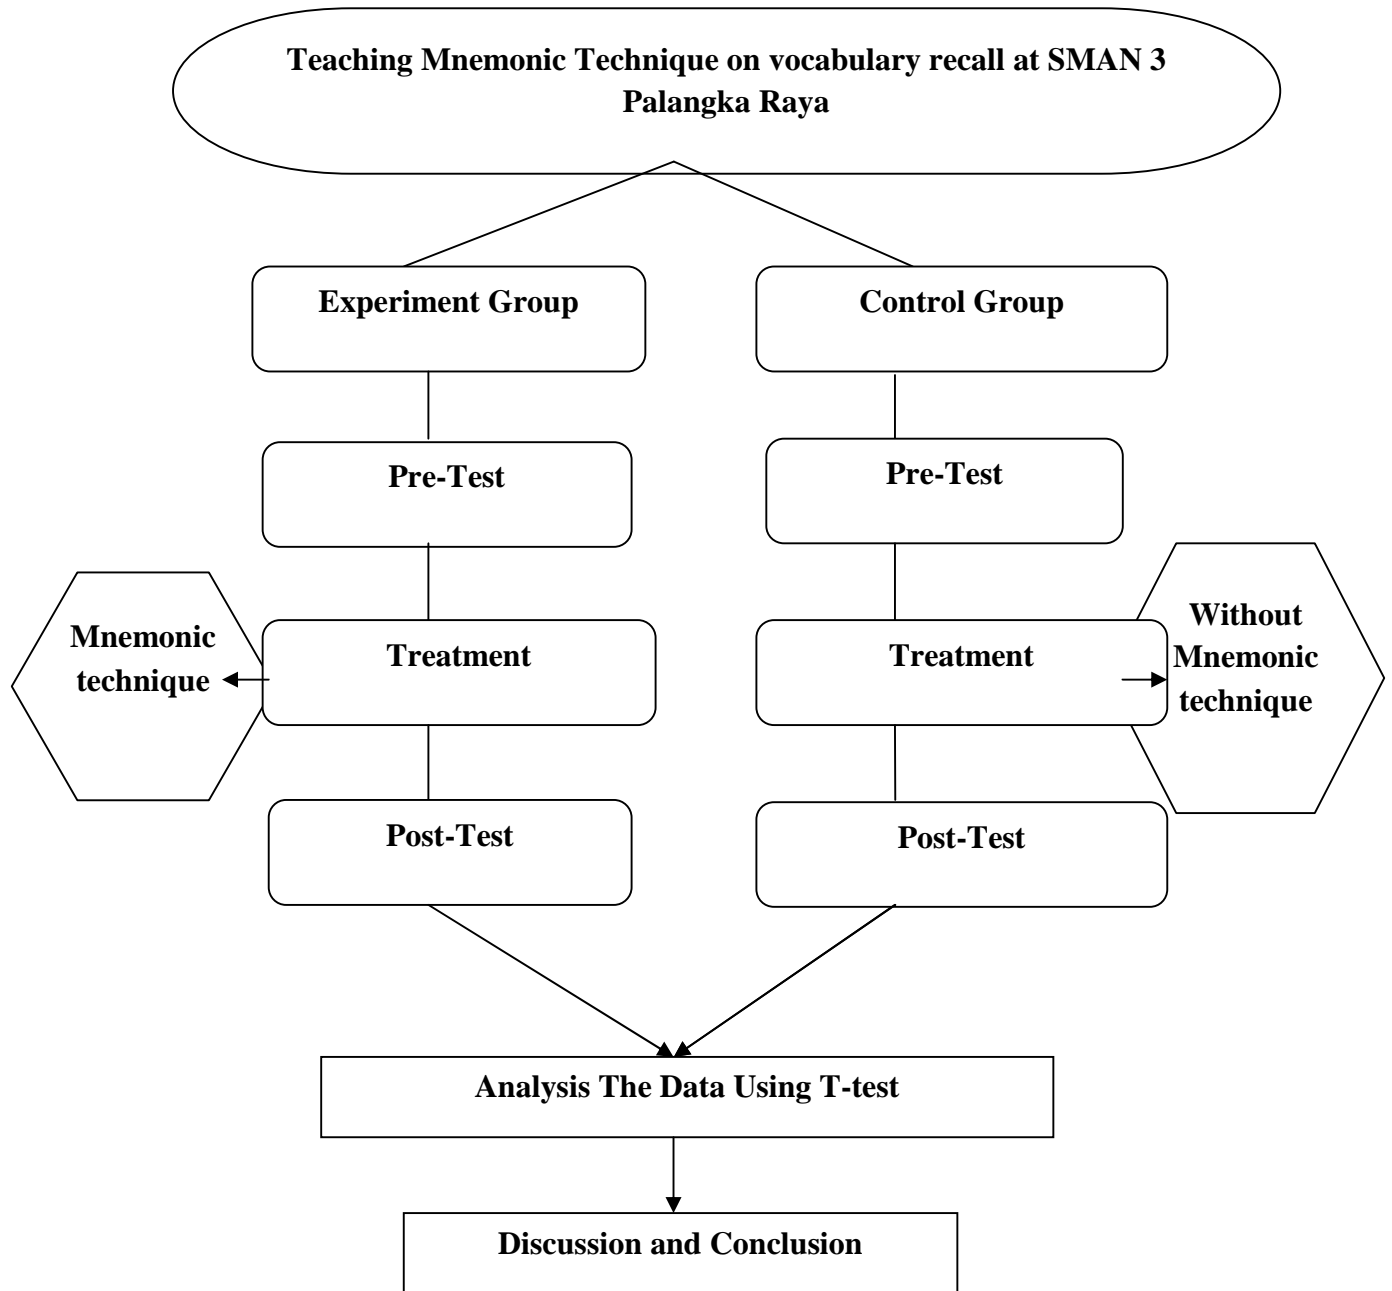 Teaching Mnemonic Technique on vocabulary recall at SMAN 3
Palangka Raya
Experiment Group
Control Group
Pre-Test
Pre-Test
Mnemonic
technique
Treatment
Treatment
Without
Mnemonic
technique
Post-Test
Post-Test
Analysis The Data Using T-test
Discussion and Conclusion